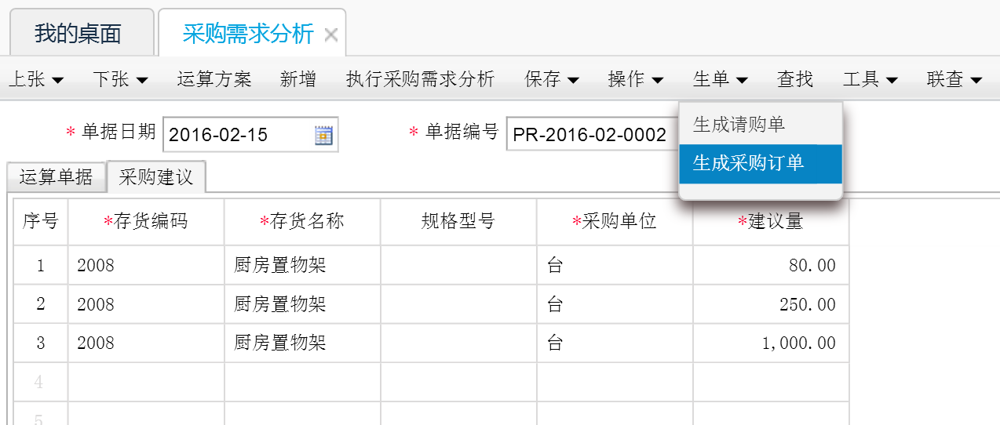 我的桌面 采购需求分析
上张 下张 运算方案 新增 执行采购需求分析 保存 操作 生单 查找 工具 联查
* 单据日期 2016-02-15 * 单据编号 PR-2016-02-0002
生成请购单
生成采购订单
运算单据 采购建议
序号 *存货编码 *存货名称 规格型号 *采购单位 *建议量
1 2008 厨房置物架 台 80.00
2 2008 厨房置物架 台 250.00
3 2008 厨房置物架 台 1,000.00
4
5